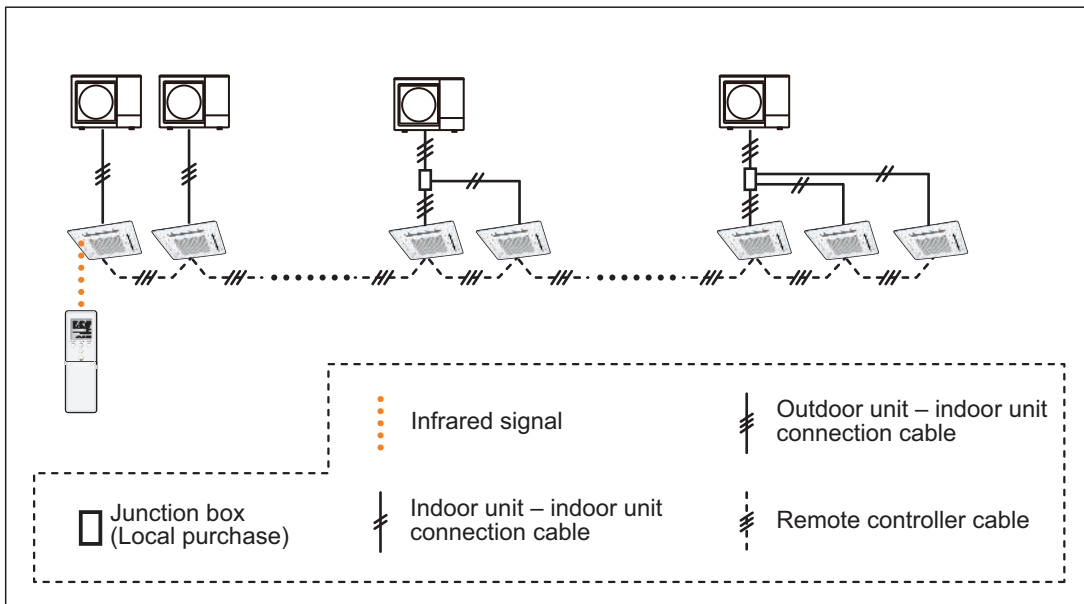 Infrared signal
Outdoor unit – indoor unit
connection cable
Junction box
(Local purchase)
Indoor unit – indoor unit
connection cable
Remote controller cable